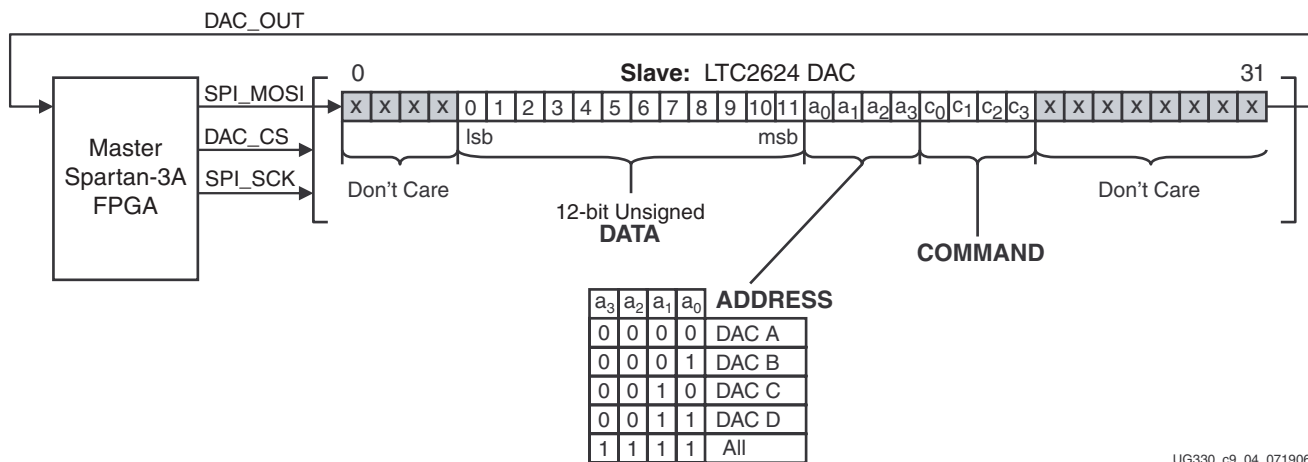 DAC_OUT
0 Slave: LTC2624 DAC 31
SPI_MOSI
X X X X 0 1 2 3 4 5 6 7 8 9 10 11 a0 a1 a2 a3 c0 c1 c2 c3 X X X X X X X X
lsb msb
DAC_CS
SPI_SCK
Master
Spartan-3A
FPGA
Don't Care
12-bit Unsigned
DATA
Don't Care
COMMAND
a3 a2 a1 a0 ADDRESS
0 0 0 0 DAC A
0 0 0 1 DAC B
0 0 1 0 DAC C
0 0 1 1 DAC D
1 1 1 1 All
UG330_c9_04_071906